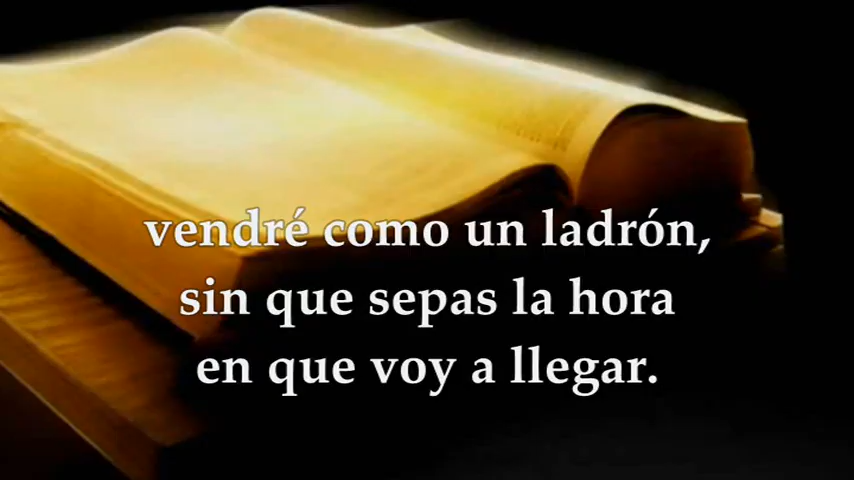 vendré como un ladrón,
sin que sepas la hora
en que voy a llegar.